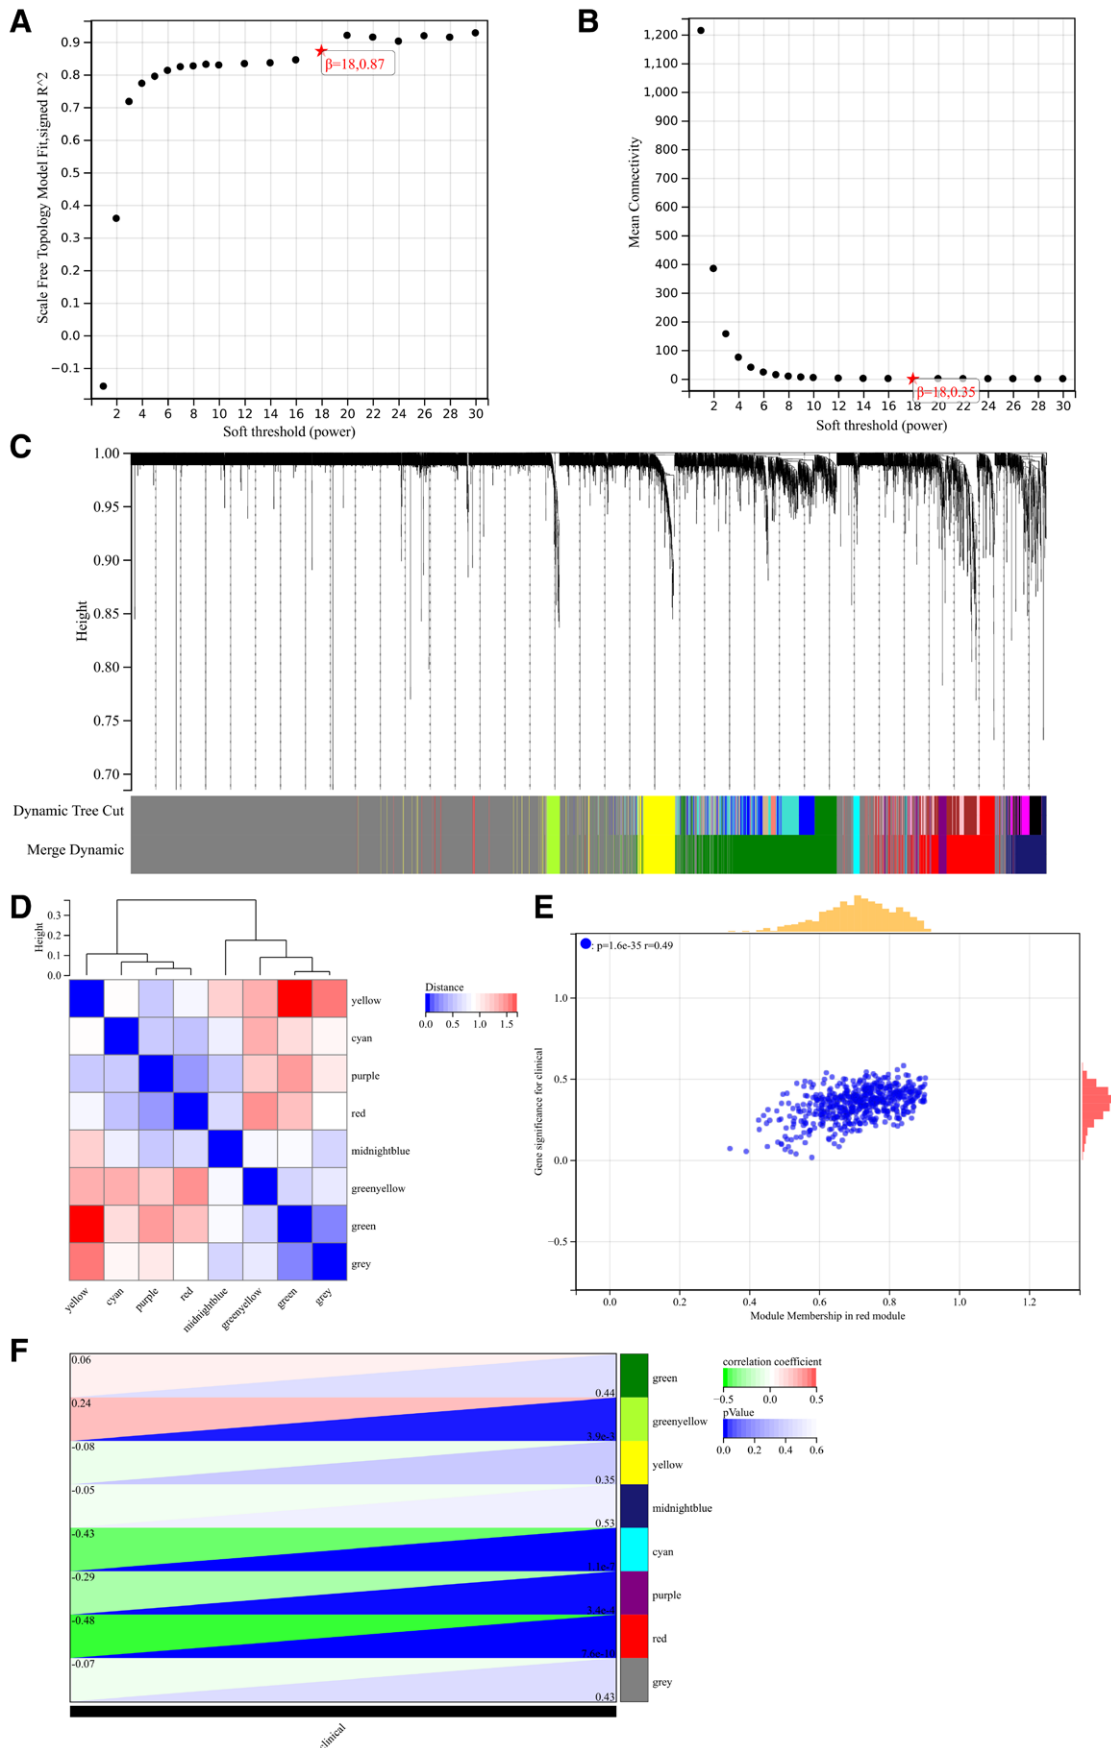 A
B
0.9
0.8
0.7
0.6
0.5
0.4
0.3
0.2
0.1
0.0
−0.1
Scale Free Topology Model Fit,signed R^2
β=18,0.87
2 4 6 8 10 12 14 16 18 20 22 24 26 28 30
Soft threshold (power)
1,200
1,100
1,000
900
800
700
600
500
400
300
200
100
0
Mean Connectivity
β=18,0.35
2 4 6 8 10 12 14 16 18 20 22 24 26 28 30
Soft threshold (power)
C
1.00
0.95
0.90
0.85
0.80
0.75
0.70
Height
Dynamic Tree Cut
Merge Dynamic
D
Height
0.3
0.2
0.1
0.0
yellow
cyan
purple
red
midnightblue
greenyellow
green
grey
yellow cyan purple red midnightblue greenyellow green grey
Distance
0.0 0.5 1.0 1.5
E
: p=1.6e-35 r=0.49
1.0
0.5
0.0
−0.5
Gene significance for clinical
0.0 0.2 0.4 0.6 0.8 1.0 1.2
Module Membership in red module
F
0.06
0.44
green
0.24
3.9e-3
greenyellow
-0.08
0.35
yellow
-0.05
0.53
midnightblue
-0.43
cyan
-0.29
3.4e-4
purple
-0.48
7.6e-10
red
-0.07
0.43
grey
clinical
correlation coefficient
−0.5 0.0 0.5
pValue
0.0 0.2 0.4 0.6